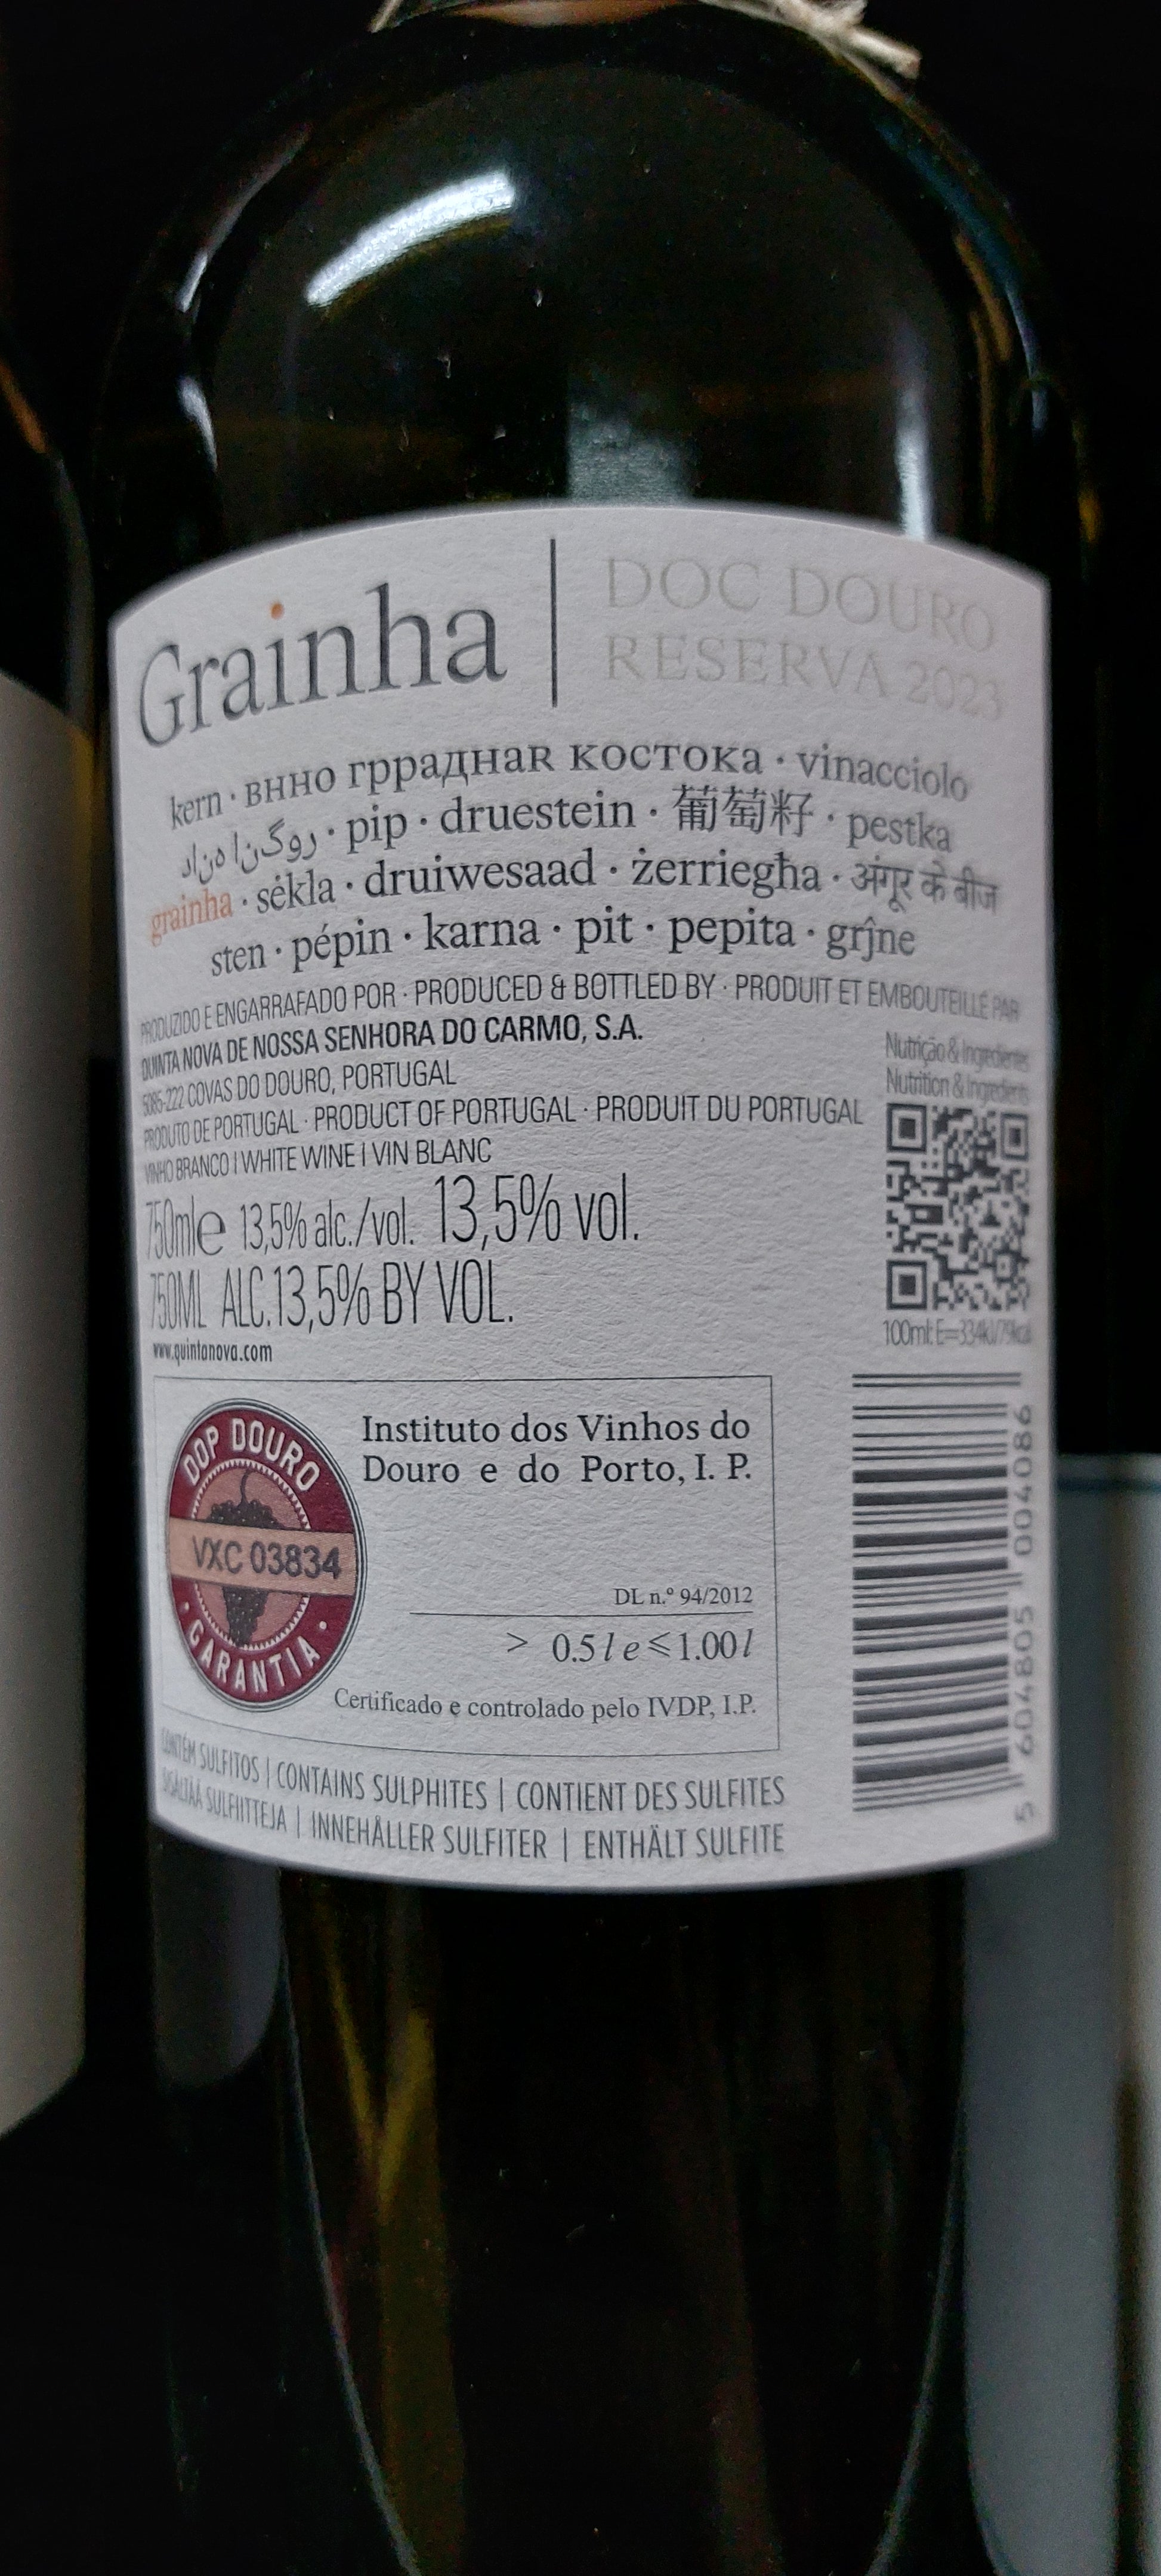 Grainha
DOC DOURO
RESERVA 2023
kern · внно гррaднaR костока · vinacciolo
دانه انگور · pip · druestein · 葡萄籽 · pestka
grainha · sėkla · druiwesaad · żerriegħa · अंगूर के बीज
sten · pépin · karna · pit · pepita · grĵne
PRODUZIDO E ENGARRAFADO POR · PRODUCED & BOTTLED BY · PRODUIT ET EMBOUTEILLÉ PAR
QUINTA NOVA DE NOSSA SENHORA DO CARMO, S.A.
5085-222 COVAS DO DOURO, PORTUGAL
PRODUTO DE PORTUGAL · PRODUCT OF PORTUGAL · PRODUIT DU PORTUGAL
VINHO BRANCO | WHITE WINE | VIN BLANC
750ml e 13,5% alc./vol. 13,5% vol.
750ML ALC.13,5% BY VOL.
www.quintanova.com
Nutrição & Ingredientes
Nutrition & Ingredients
100ml: E=334kJ/79kcal
DOP DOURO
VXC 03834
· GARANTIA ·
Instituto dos Vinhos do
Douro e do Porto, I. P.
DL n.º 94/2012
> 0.5 l e ⩽ 1.00 l
Certificado e controlado pelo IVDP, I.P.
CONTÉM SULFITOS | CONTAINS SULPHITES | CONTIENT DES SULFITES
SISÄLTÄÄ SULFIITTEJA | INNEHÅLLER SULFITER | ENTHÄLT SULFITE
5 604805 004086